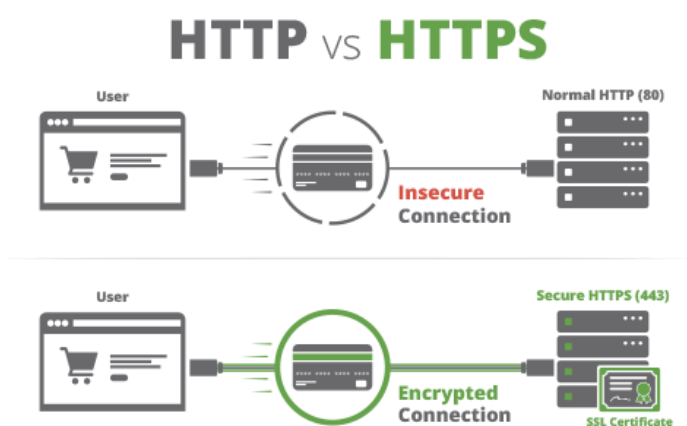 HTTP vs HTTPS
User
Normal HTTP (80)
Insecure
Connection
User
Secure HTTPS (443)
Encrypted
Connection
SSL Certificate